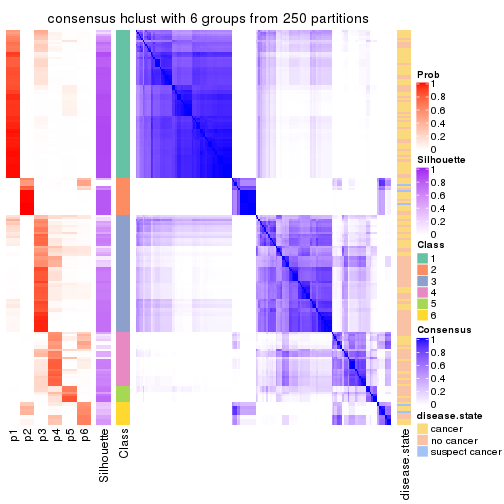 consensus hclust with 6 groups from 250 partitions
Prob
1
0.8
0.6
0.4
0.2
0
Silhouette
1
0.8
0.6
0.4
0.2
0
Class
1
2
3
4
5
6
Consensus
1
0.8
0.6
0.4
0.2
0
disease.state
cancer
no cancer
suspect cancer
p1
p2
p3
p4
p5
p6
Silhouette
Class
disease.state